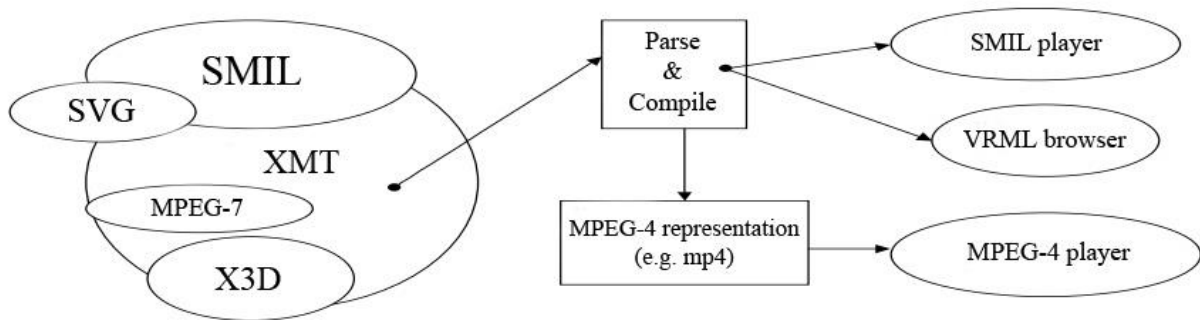 SMIL
SVG
XMT
MPEG-7
X3D
Parse
&
Compile
MPEG-4 representation
(e.g. mp4)
SMIL player
VRML browser
MPEG-4 player